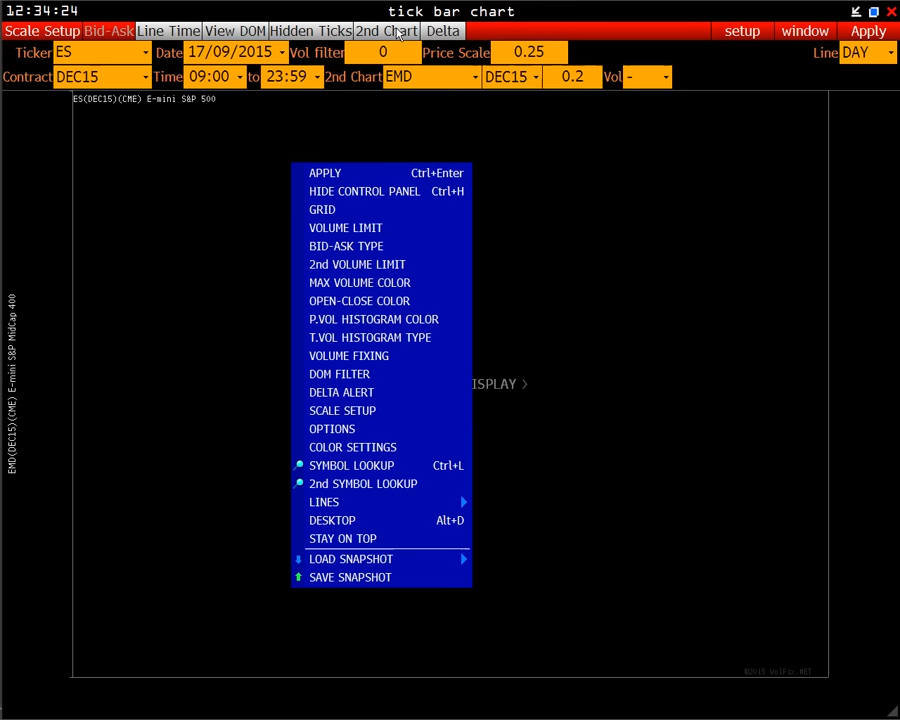 12:34:24 tick bar chart
Scale Setup Bid-Ask Line Time View DOM Hidden Ticks 2nd Chart Delta setup window Apply
Ticker ES Date 17/09/2015 Vol filter 0 Price Scale 0.25 Line DAY
Contract DEC15 Time 09:00 to 23:59 2nd Chart EMD DEC15 0.2 Vol -
ES(DEC15)(CME) E-mini S&P 500
EMD(DEC15)(CME) E-mini S&P MidCap 400
APPLY Ctrl+Enter
HIDE CONTROL PANEL Ctrl+H
GRID
VOLUME LIMIT
BID-ASK TYPE
2nd VOLUME LIMIT
MAX VOLUME COLOR
OPEN-CLOSE COLOR
P.VOL HISTOGRAM COLOR
T.VOL HISTOGRAM TYPE
VOLUME FIXING
DOM FILTER
ISPLAY >
DELTA ALERT
SCALE SETUP
OPTIONS
COLOR SETTINGS
SYMBOL LOOKUP Ctrl+L
2nd SYMBOL LOOKUP
LINES
DESKTOP Alt+D
STAY ON TOP
LOAD SNAPSHOT
SAVE SNAPSHOT
©2015 VolFix.NET